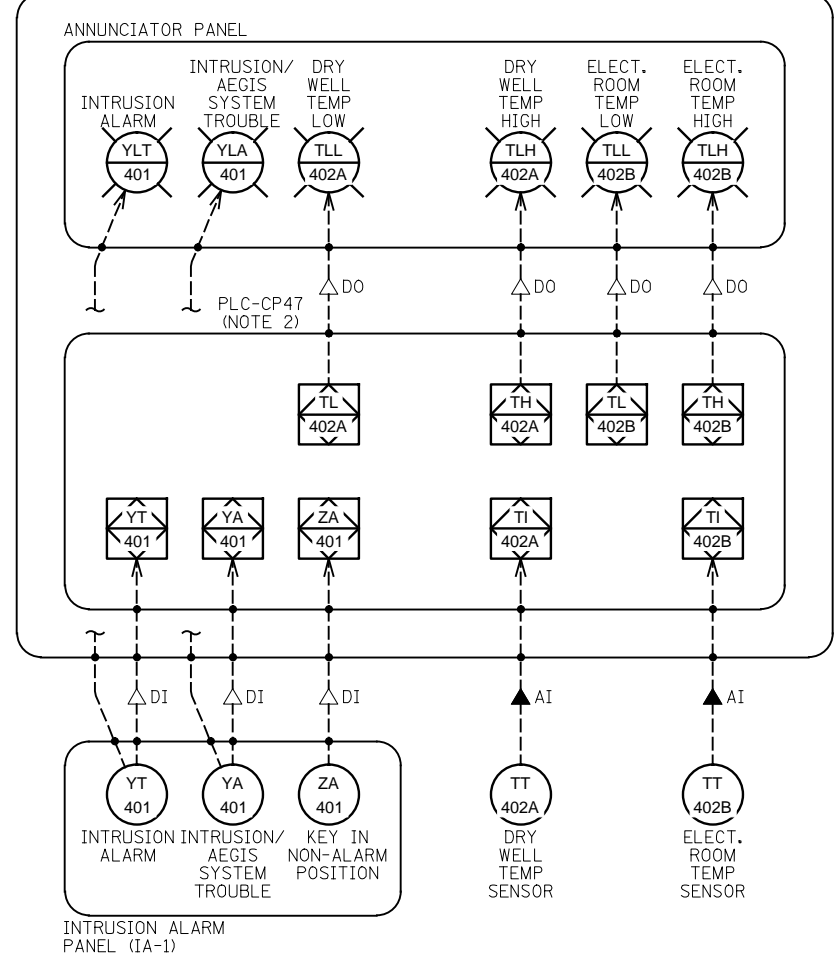 ANNUNCIATOR PANEL
INTRUSION
ALARM
INTRUSION/
AEGIS
SYSTEM
TROUBLE
DRY
WELL
TEMP
LOW
DRY
WELL
TEMP
HIGH
ELECT.
ROOM
TEMP
LOW
ELECT.
ROOM
TEMP
HIGH
YLT
401
YLA
401
TLL
402A
TLH
402A
TLL
402B
TLH
402B
DO
DO
DO
DO
PLC-CP47
(NOTE 2)
TL
402A
TH
402A
TL
402B
TH
402B
YT
401
YA
401
ZA
401
TI
402A
TI
402B
DI
DI
DI
AI
AI
YT
401
YA
401
ZA
401
TT
402A
TT
402B
INTRUSION
ALARM
INTRUSION/
AEGIS
SYSTEM
TROUBLE
KEY IN
NON-ALARM
POSITION
DRY
WELL
TEMP
SENSOR
ELECT.
ROOM
TEMP
SENSOR
INTRUSION ALARM
PANEL (IA-1)